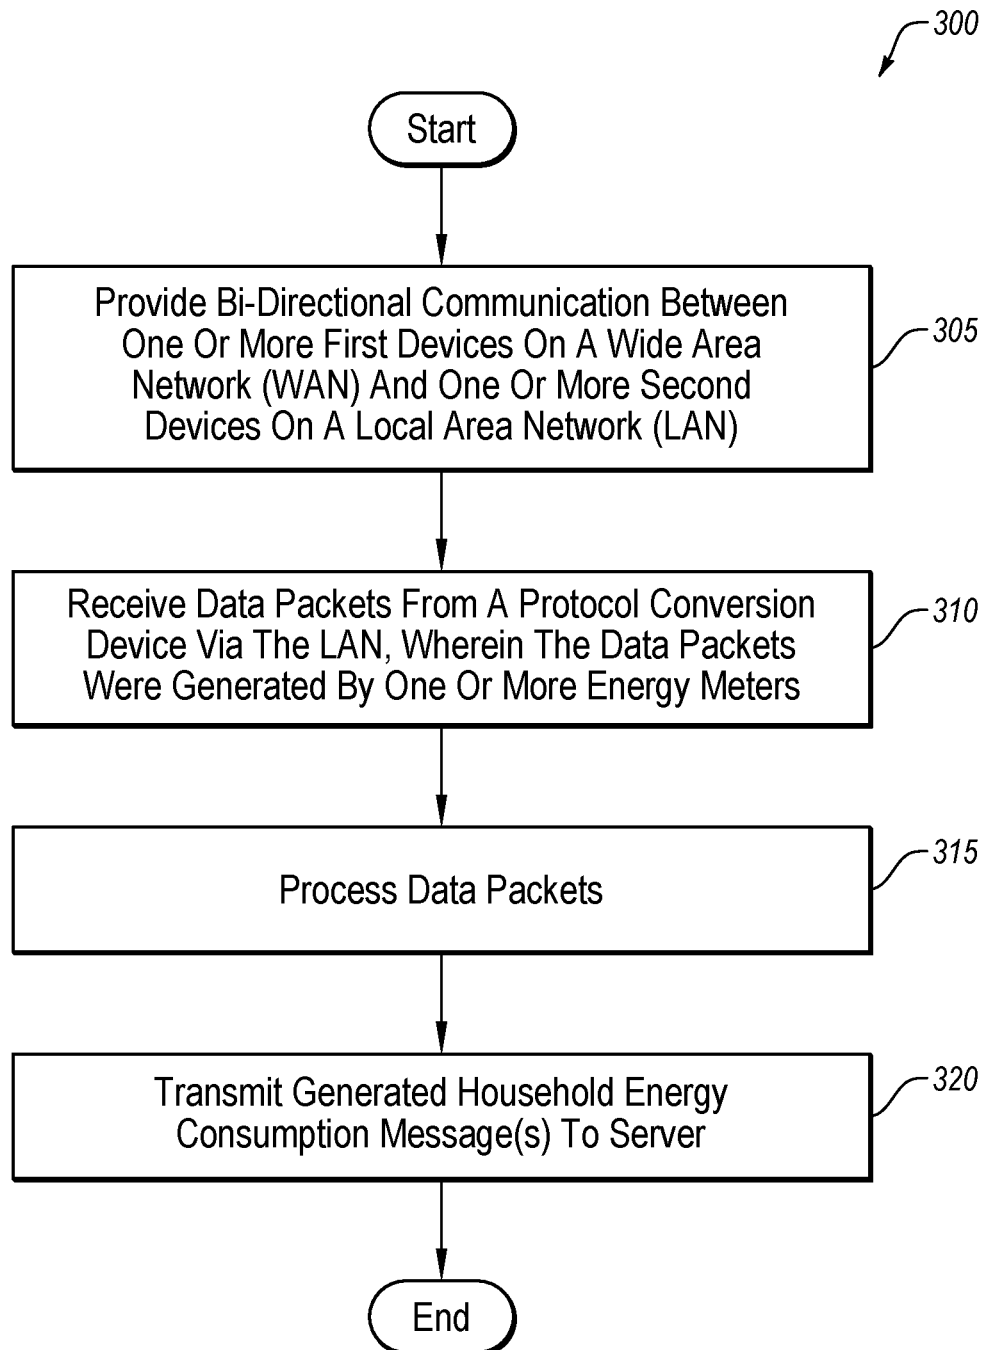 300
Start
Provide Bi-Directional Communication Between
One Or More First Devices On A Wide Area
Network (WAN) And One Or More Second
Devices On A Local Area Network (LAN)
305
Receive Data Packets From A Protocol Conversion
Device Via The LAN, Wherein The Data Packets
Were Generated By One Or More Energy Meters
310
Process Data Packets
315
Transmit Generated Household Energy
Consumption Message(s) To Server
320
End